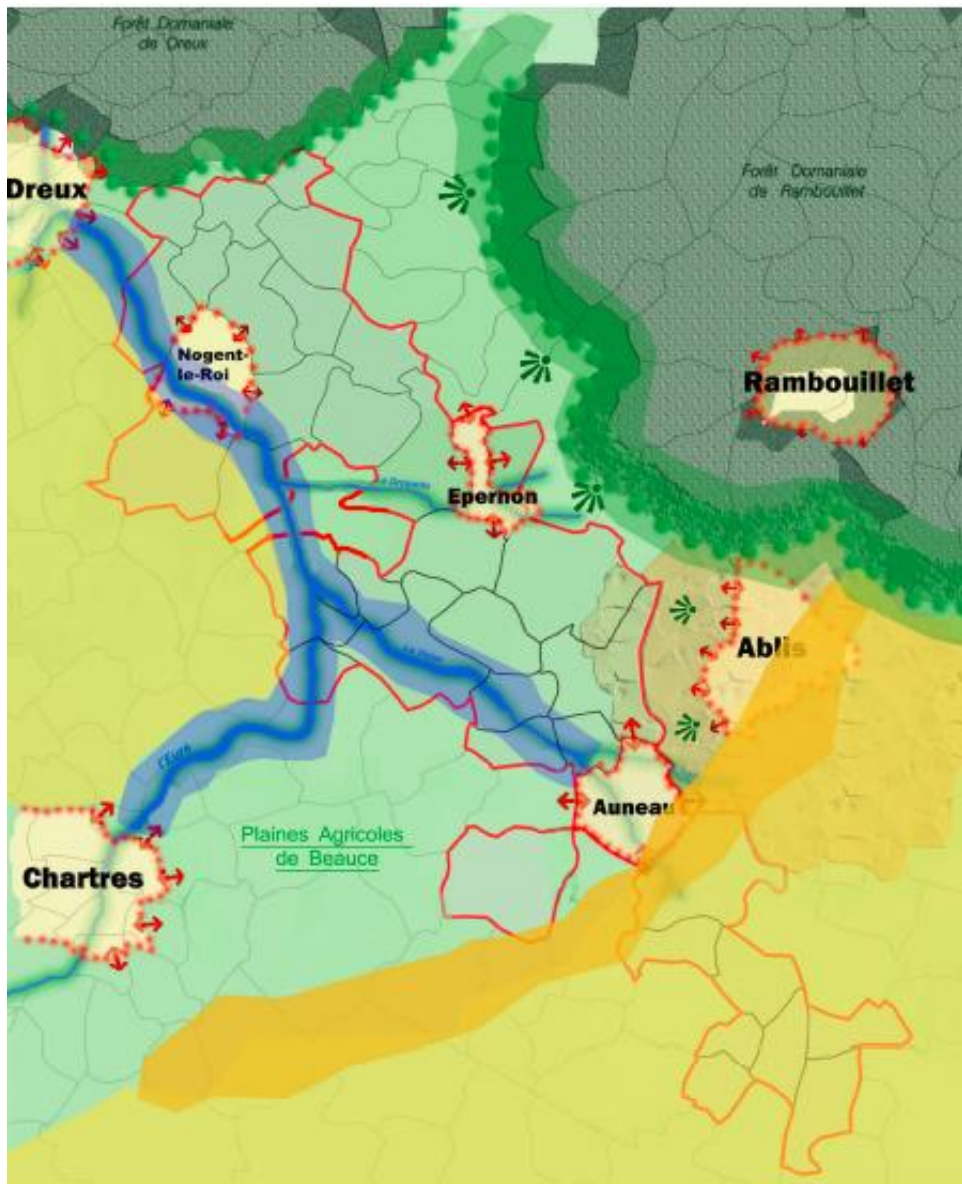 Forêt Domaniale
de Dreux
Forêt Domaniale
de Rambouillet
Dreux
Nogent-
le-Roi
Rambouillet
Epernon
Ablis
L'Eure
Auneau
Plaines Agricoles
de Beauce
Chartres